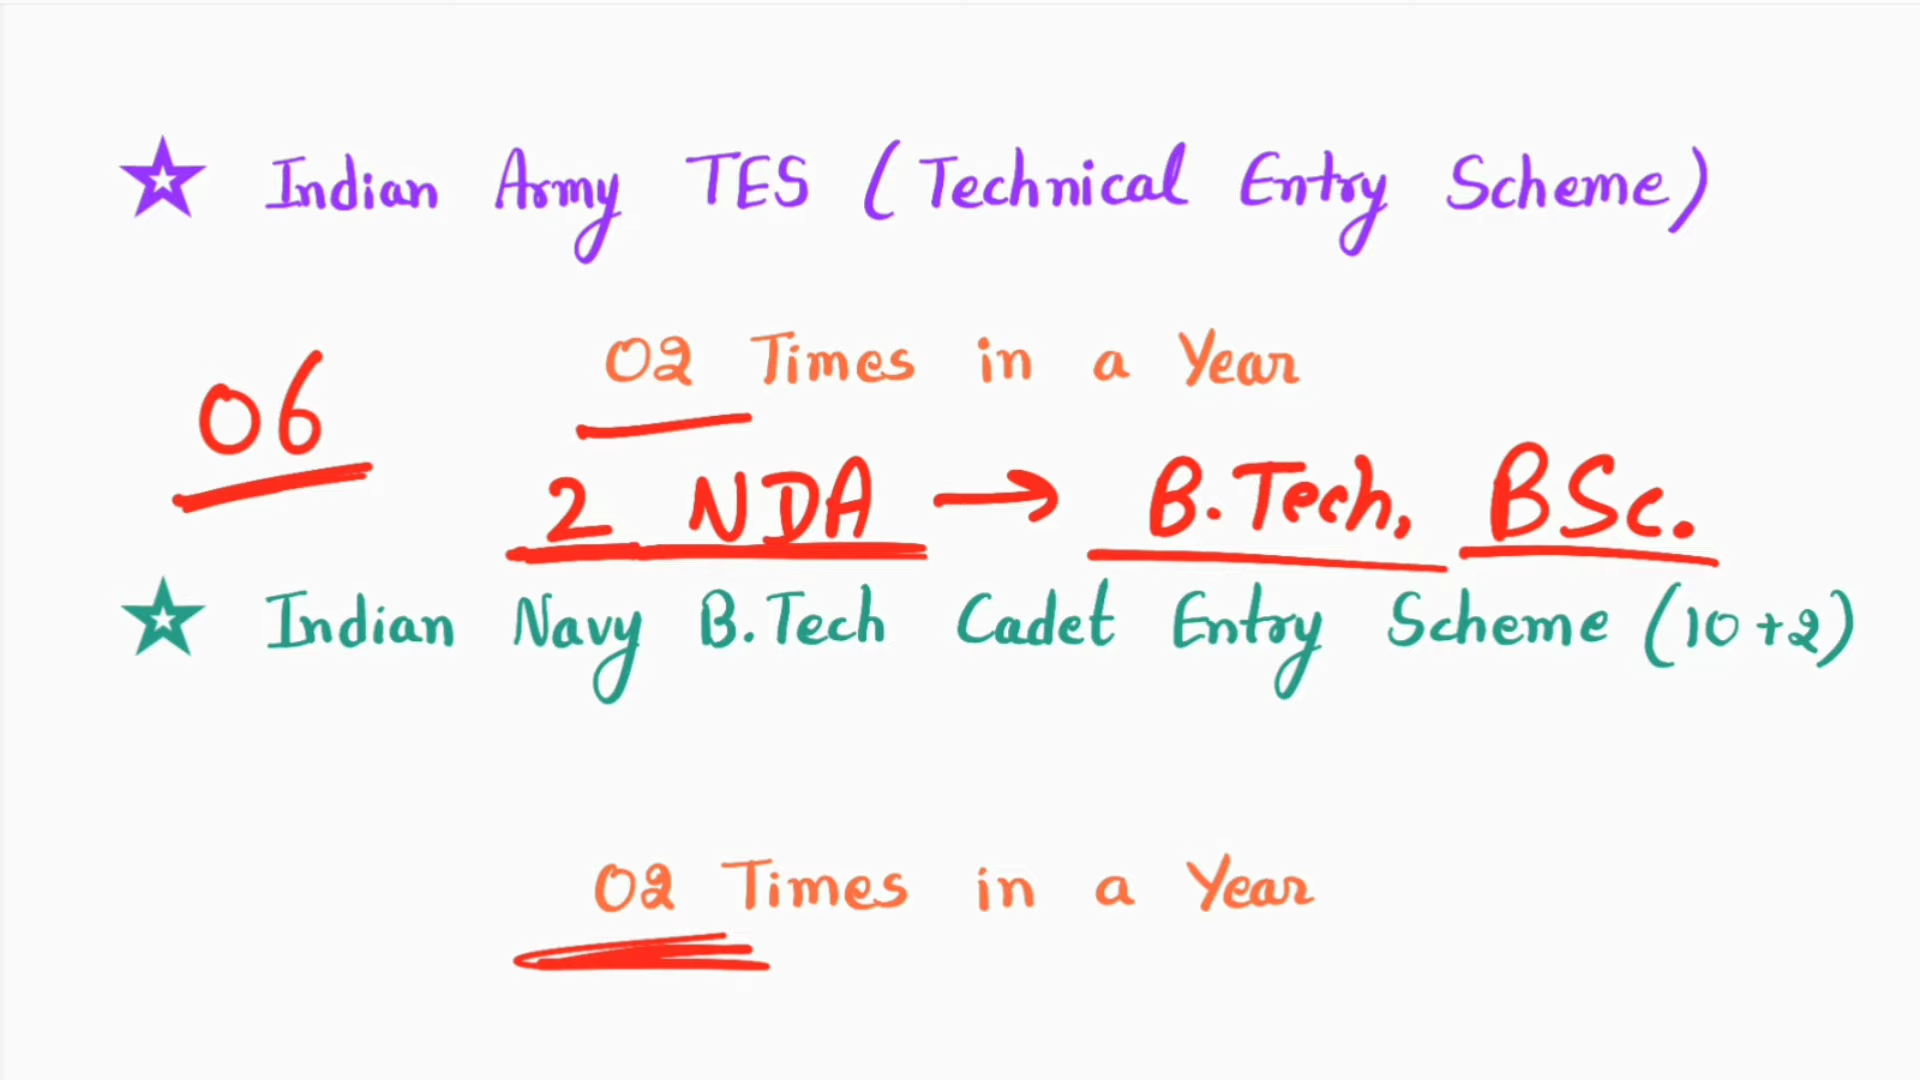 Indian Army TES (Technical Entry Scheme)
02 Times in a Year
06
2 NDA → B.Tech, BSc.
Indian Navy B.Tech Cadet Entry Scheme (10+2)
02 Times in a Year